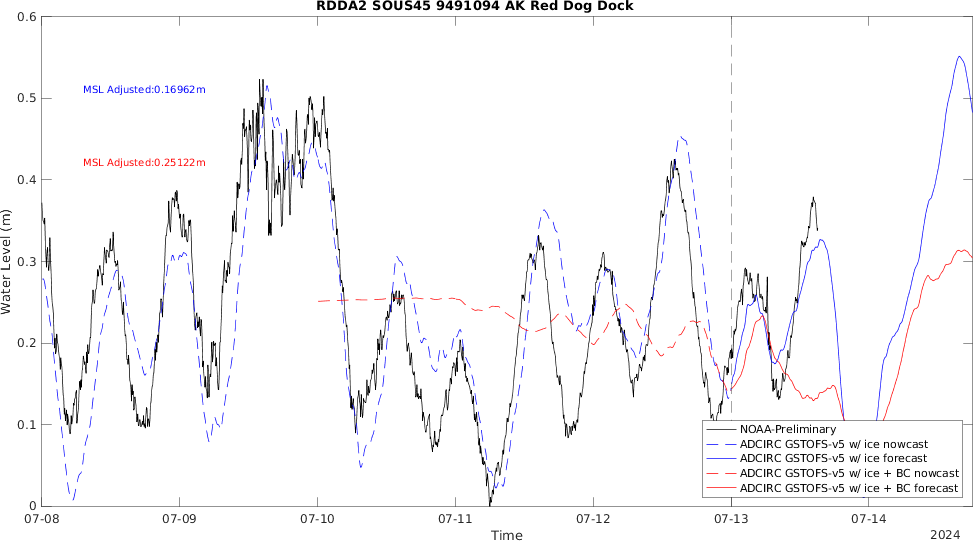 RDDA2 SOUS45 9491094 AK Red Dog Dock
0.6
0.5
0.4
0.3
0.2
0.1
0
Water Level (m)
MSL Adjusted:0.16962m
MSL Adjusted:0.25122m
NOAA-Preliminary
ADCIRC GSTOFS-v5 w/ ice nowcast
ADCIRC GSTOFS-v5 w/ ice forecast
ADCIRC GSTOFS-v5 w/ ice + BC nowcast
ADCIRC GSTOFS-v5 w/ ice + BC forecast
07-08 07-09 07-10 07-11 07-12 07-13 07-14
Time
2024